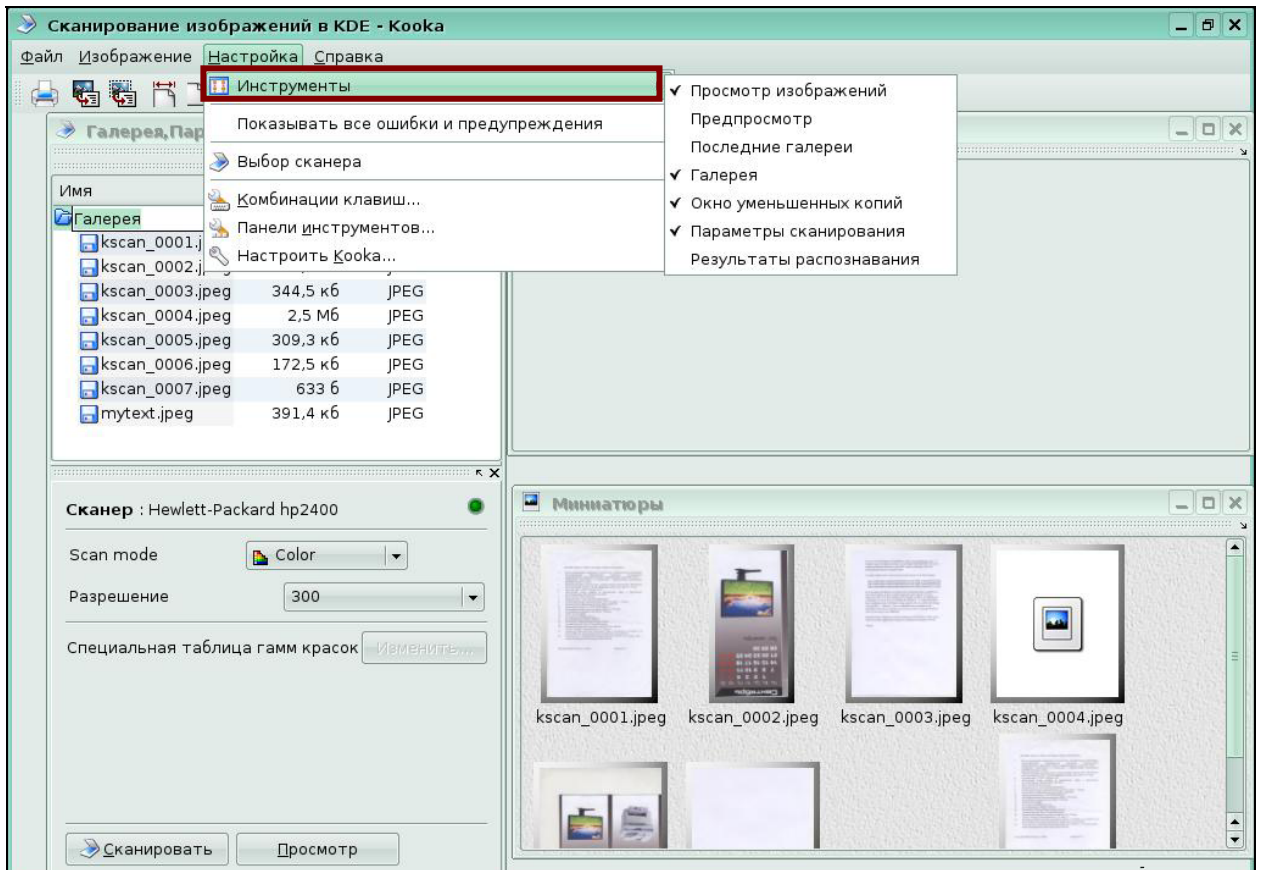 Сканирование изображений в KDE - Kooka
Файл Изображение Настройка Справка
Инструменты
Показывать все ошибки и предупреждения
Выбор сканера
Комбинации клавиш...
Панели инструментов...
Настроить Kooka...
Просмотр изображений
Предпросмотр
Последние галереи
Галерея
Окно уменьшенных копий
Параметры сканирования
Результаты распознавания
Галерея,Пар
Имя
Галерея
kscan_0001.j
kscan_0002.j
kscan_0003.jpeg 344,5 кб JPEG
kscan_0004.jpeg 2,5 Мб JPEG
kscan_0005.jpeg 309,3 кб JPEG
kscan_0006.jpeg 172,5 кб JPEG
kscan_0007.jpeg 633 б JPEG
mytext.jpeg 391,4 кб JPEG
Сканер : Hewlett-Packard hp2400
Scan mode Color
Разрешение 300
Специальная таблица гамм красок Изменить...
Сканировать Просмотр
Миниатюры
Сентябрь
kscan_0001.jpeg kscan_0002.jpeg kscan_0003.jpeg kscan_0004.jpeg